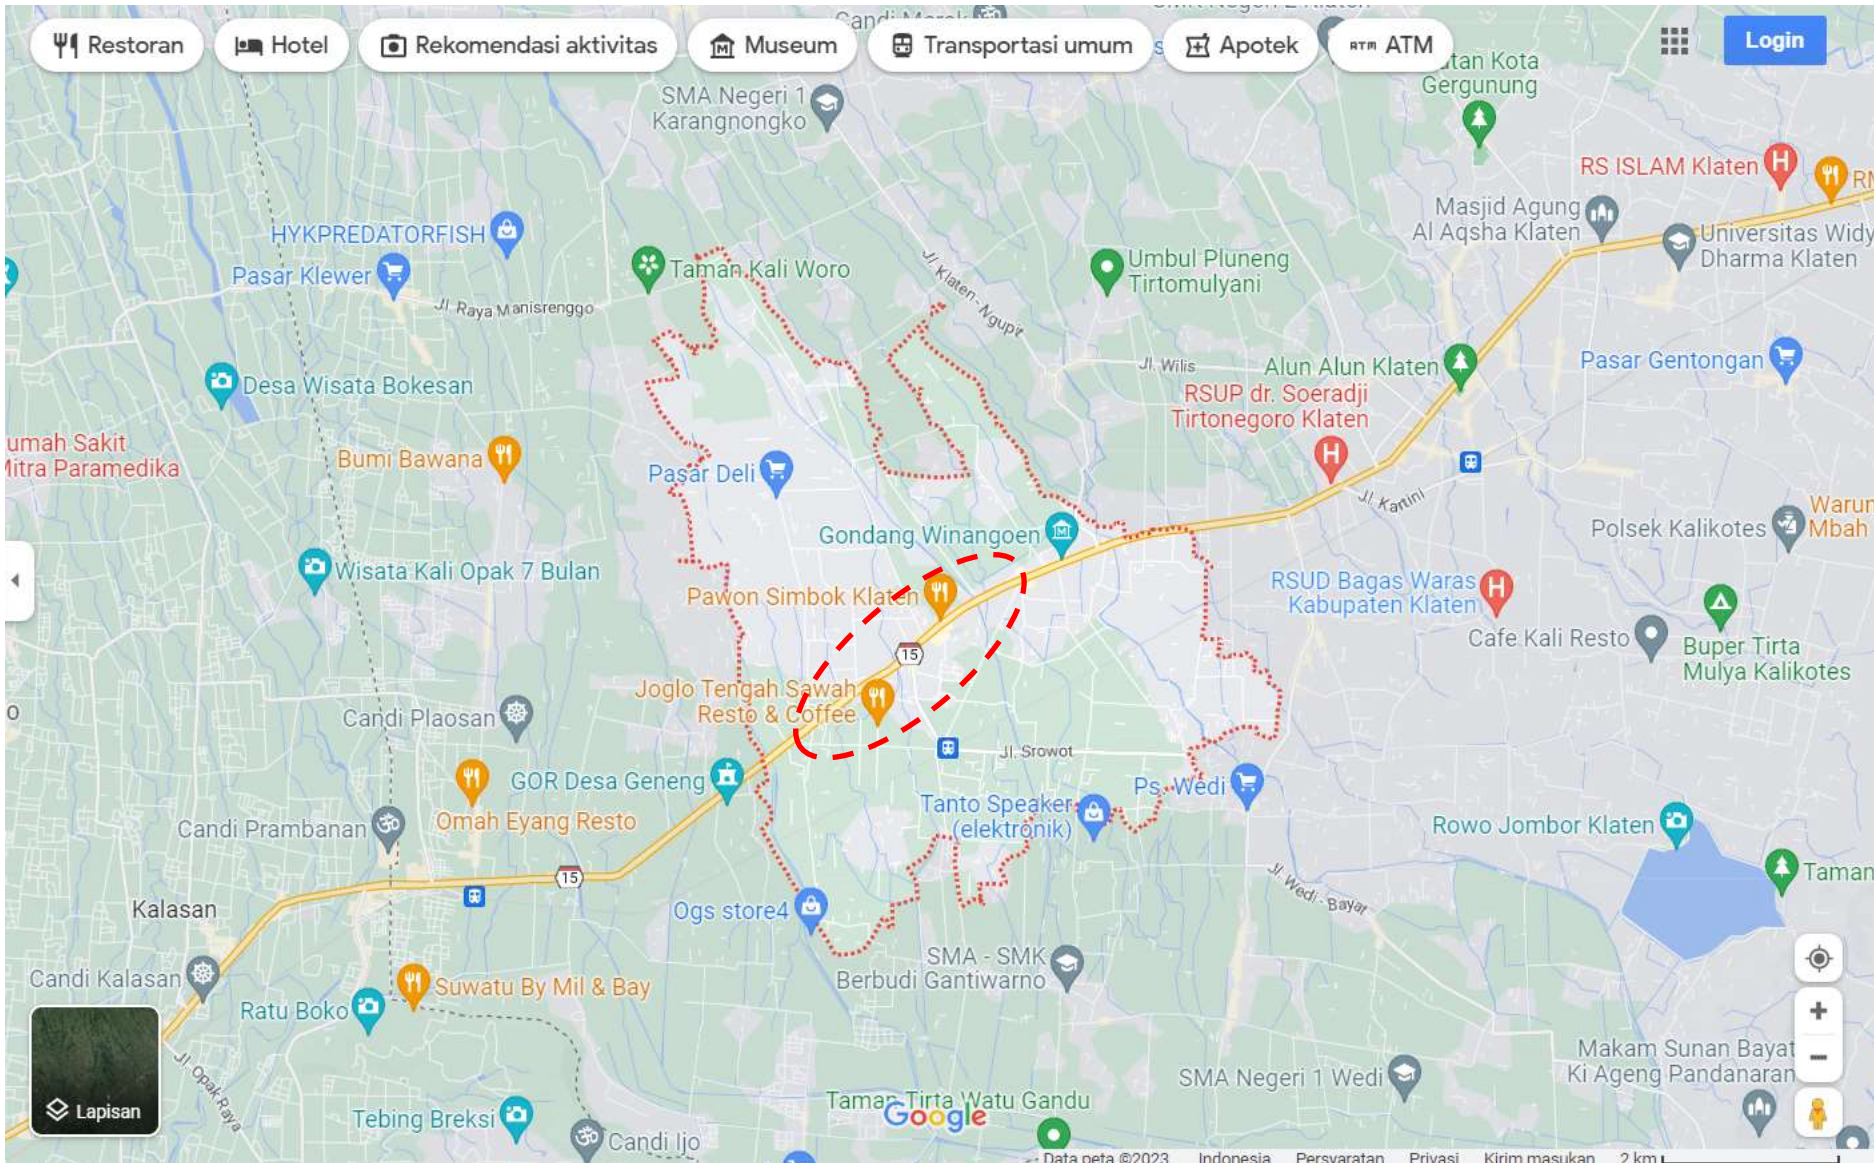 Restoran
Hotel
Rekomendasi aktivitas
Museum
Transportasi umum
Apotek
ATM ATM
Login
Kota
Gergunung
SMA Negeri 1
Karangnongko
RS ISLAM Klaten
Masjid Agung
Al Aqsha Klaten
Universitas Widy
Dharma Klaten
HYKPREDATORFISH
Pasar Klewer
Taman Kali Woro
Jl. Raya Manisrenggo
Jl. Klaten - Ngupit
Umbul Pluneng
Tirtomulyani
Jl. Wilis
Alun Alun Klaten
Pasar Gentongan
RSUP dr. Soeradji
Tirtonegoro Klaten
Desa Wisata Bokesan
umah Sakit
Mitra Paramedika
Bumi Bawana
Pasar Deli
Jl. Kartini
Gondang Winangoen
Polsek Kalikotes
Warun
Mbah
Wisata Kali Opak 7 Bulan
Pawon Simbok Klaten
RSUD Bagas Waras
Kabupaten Klaten
Cafe Kali Resto
Buper Tirta
Mulya Kalikotes
15
Joglo Tengah Sawah
Resto & Coffee
Candi Plaosan
Jl. Srowot
GOR Desa Geneng
Ps. Wedi
Tanto Speaker
(elektronik)
Omah Eyang Resto
Candi Prambanan
Rowo Jombor Klaten
Taman
15
Jl. Wedi - Bayat
Kalasan
Ogs store4
Candi Kalasan
SMA - SMK
Berbudi Gantiwarno
Suwatu By Mil & Bay
Ratu Boko
Jl. Opak Raya
Makam Sunan Bayat
Ki Ageng Pandanaran
SMA Negeri 1 Wedi
Lapisan
Tebing Breksi
Taman Tirta Watu Gandu
Google
Candi Ijo
Data peta ©2023 Indonesia Persyaratan Privasi Kirim masukan 2 km